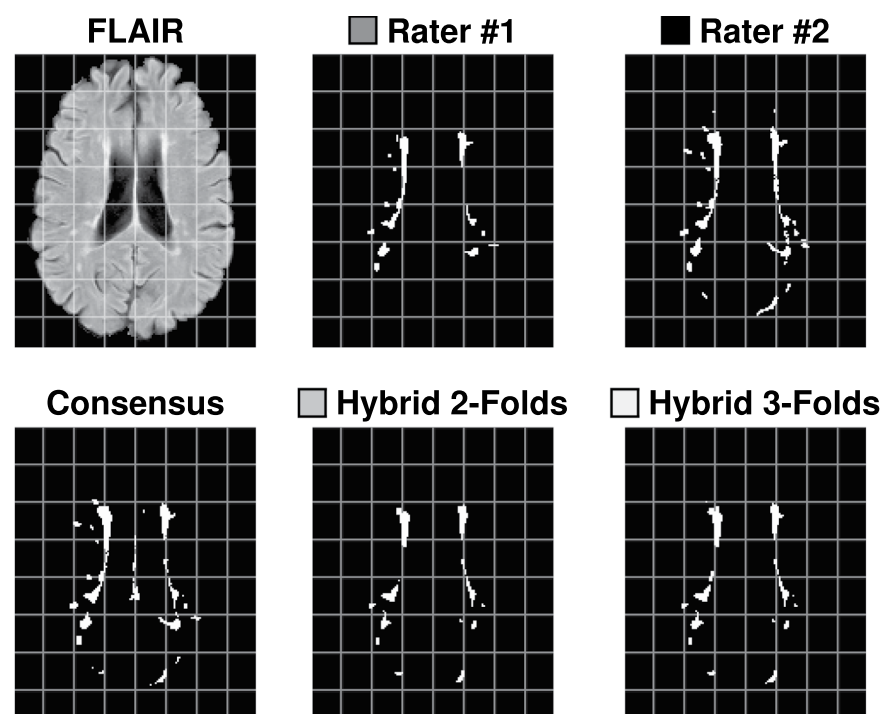 FLAIR
Rater #1
Rater #2
Consensus
Hybrid 2-Folds
Hybrid 3-Folds